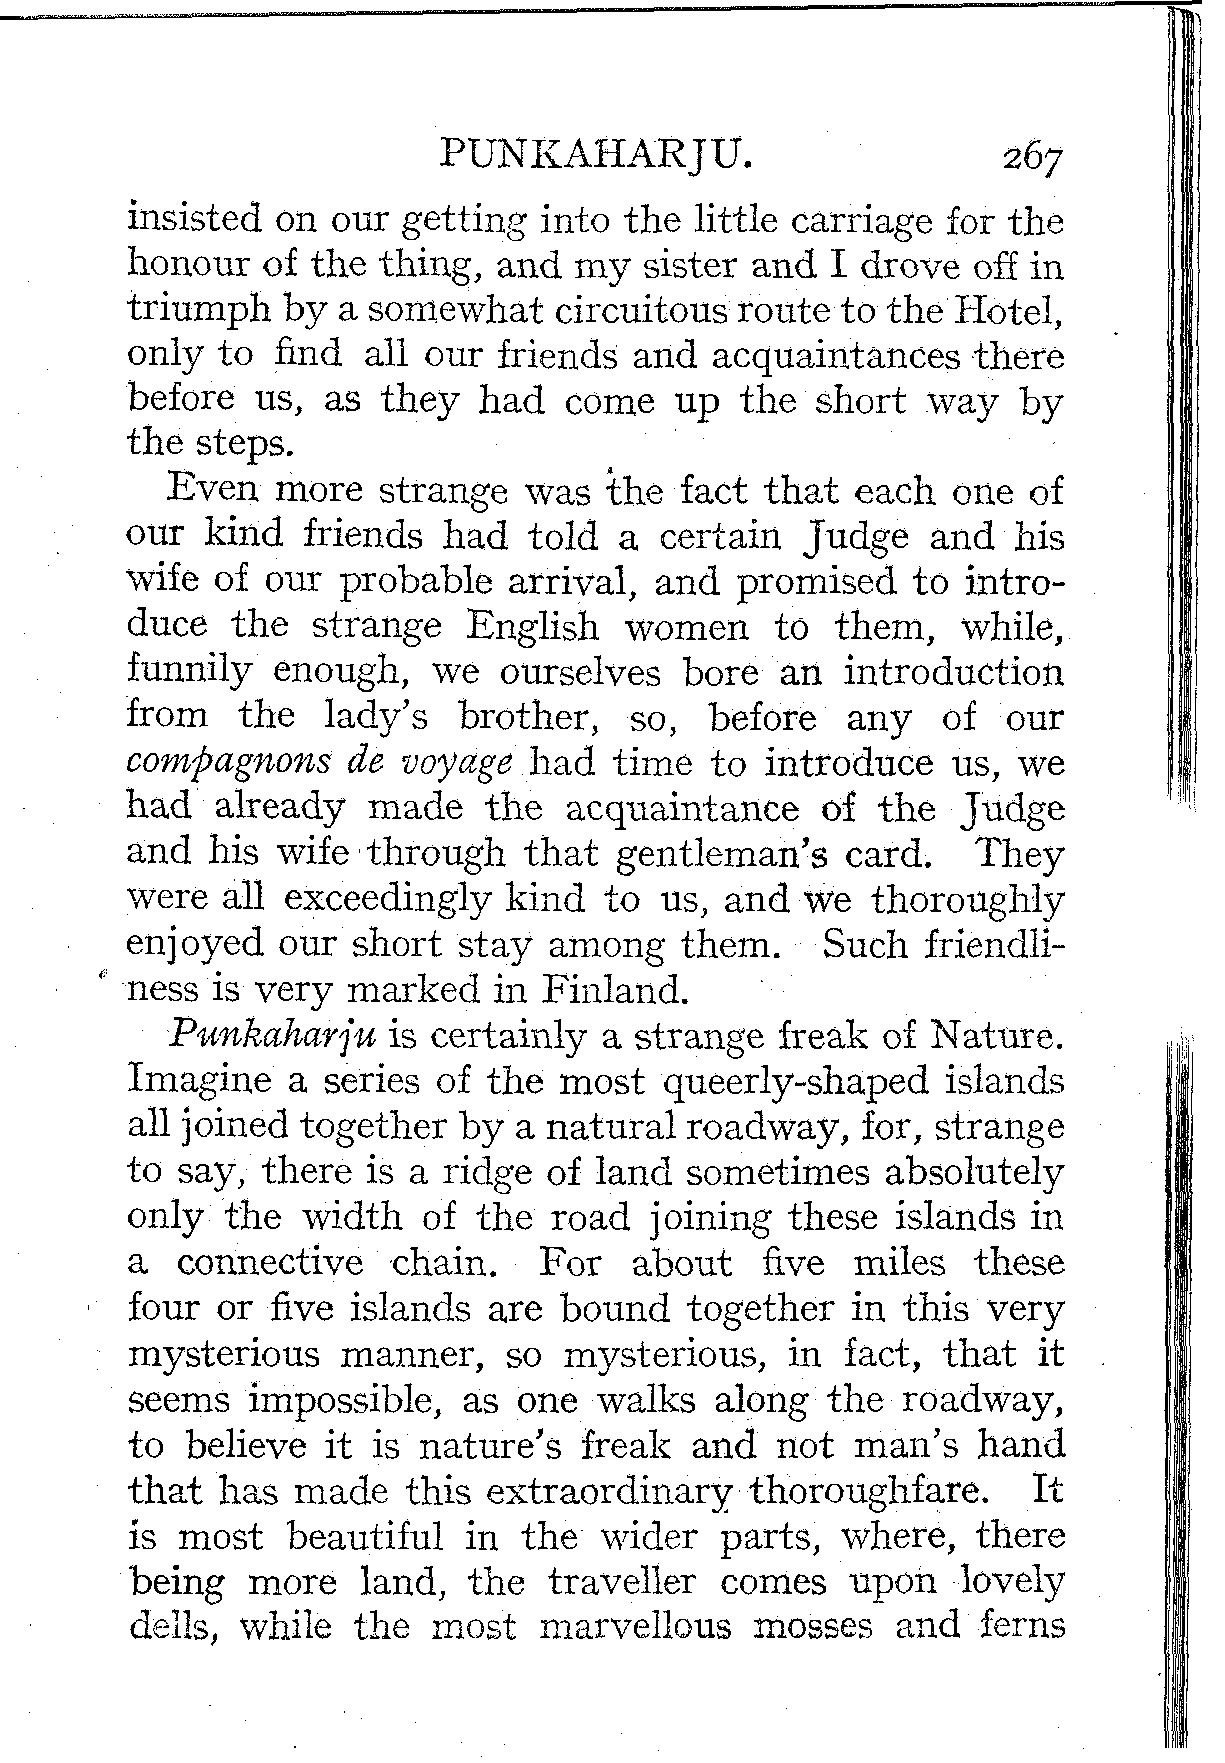 PUNKAHARJU. 267
insisted on our getting into the little carriage for the
honour of the thing, and my sister and I drove off in
triumph by a somewhat circuitous route to the Hotel,
only to find all our friends and acquaintances there
before us, as they had come up the short way by
the steps.
Even more strange was the fact that each one of
our kind friends had told a certain Judge and his
wife of our probable arrival, and promised to intro-
duce the strange English women to them, while,
funnily enough, we ourselves bore an introduction
from the lady's brother, so, before any of our
compagnons de voyage had time to introduce us, we
had already made the acquaintance of the Judge
and his wife through that gentleman's card. They
were all exceedingly kind to us, and we thoroughly
enjoyed our short stay among them. Such friendli-
ness is very marked in Finland.
Punkaharju is certainly a strange freak of Nature.
Imagine a series of the most queerly-shaped islands
all joined together by a natural roadway, for, strange
to say, there is a ridge of land sometimes absolutely
only the width of the road joining these islands in
a connective chain. For about five miles these
four or five islands are bound together in this very
mysterious manner, so mysterious, in fact, that it
seems impossible, as one walks along the roadway,
to believe it is nature's freak and not man's hand
that has made this extraordinary thoroughfare. It
is most beautiful in the wider parts, where, there
being more land, the traveller comes upon lovely
dells, while the most marvellous mosses and ferns